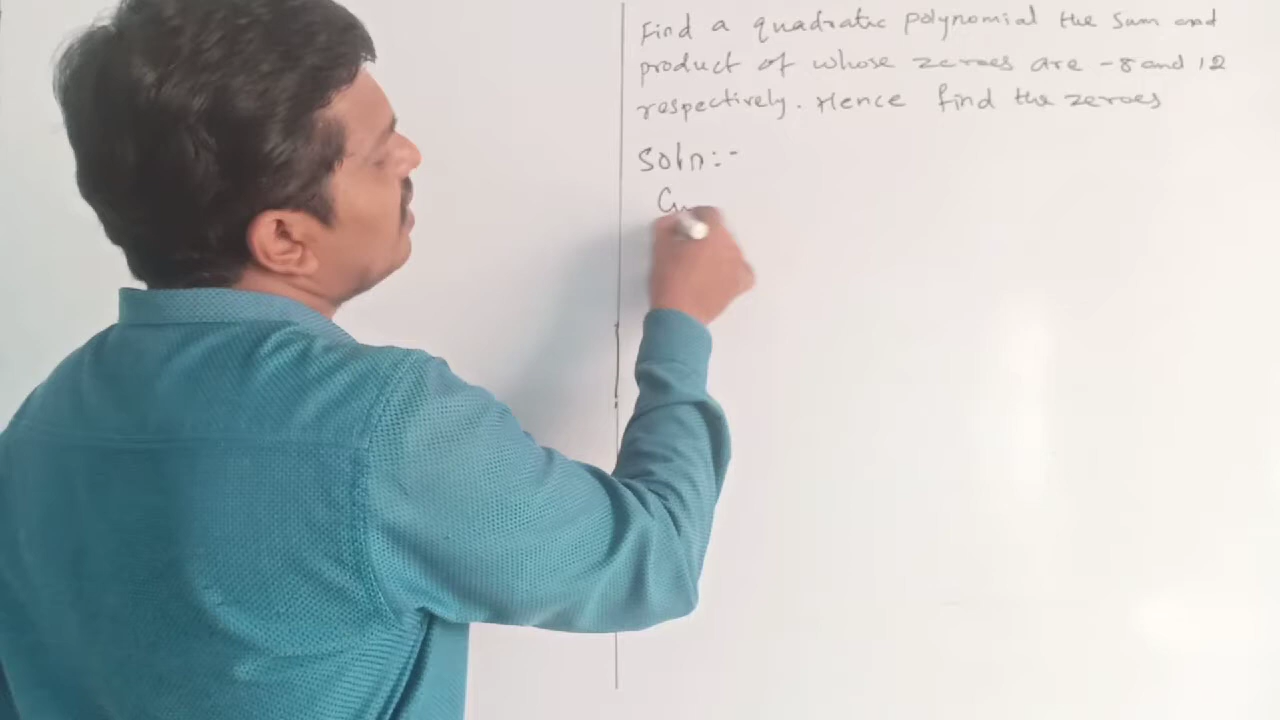 Find a quadratic polynomial the sum and
product of whose zeroes are -8 and 12
respectively. Hence find the zeroes
Soln:-